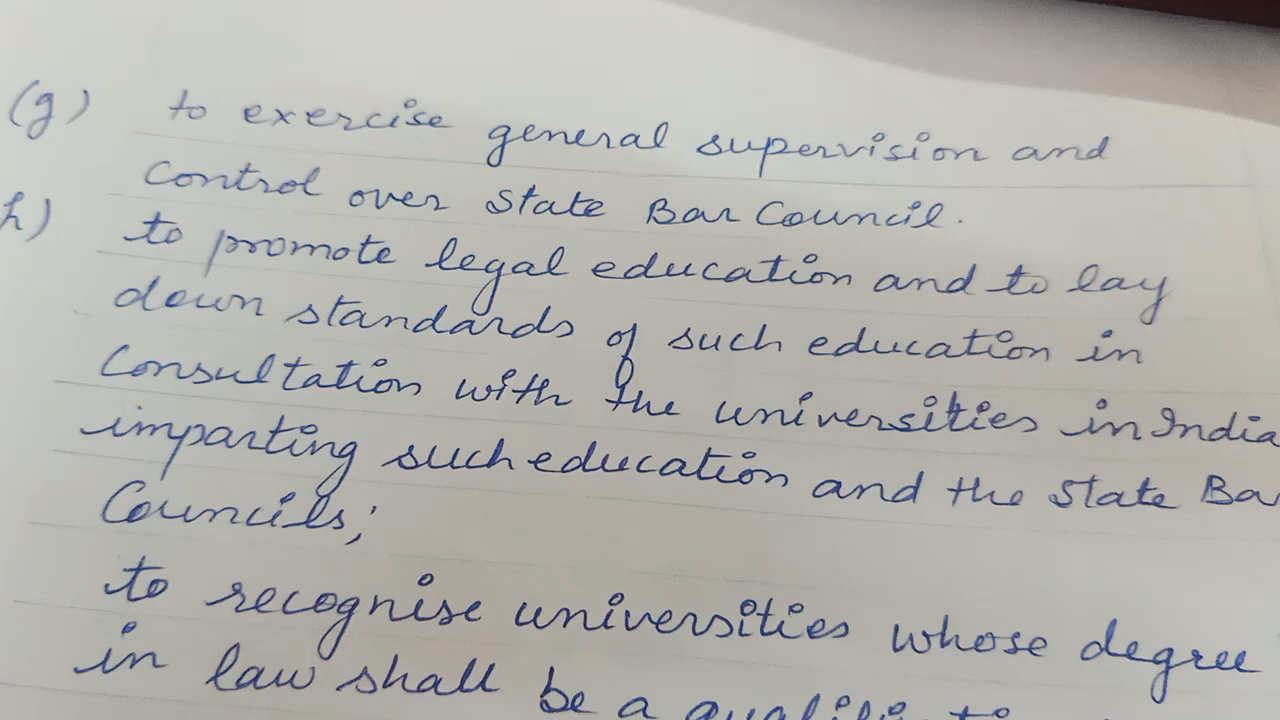 (g) to exercise general supervision and
control over State Bar Council.
h) to promote legal education and to lay
down standards of such education in
Consultation with the universities in India
imparting such education and the State Ba
Councils;
to recognise universities whose degree
in law shall be a